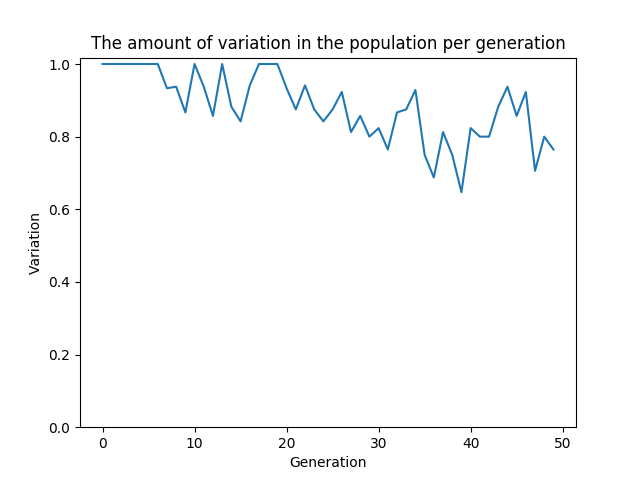 The amount of variation in the population per generation
1.0
0.8
0.6
0.4
0.2
0.0
Variation
0 10 20 30 40 50
Generation